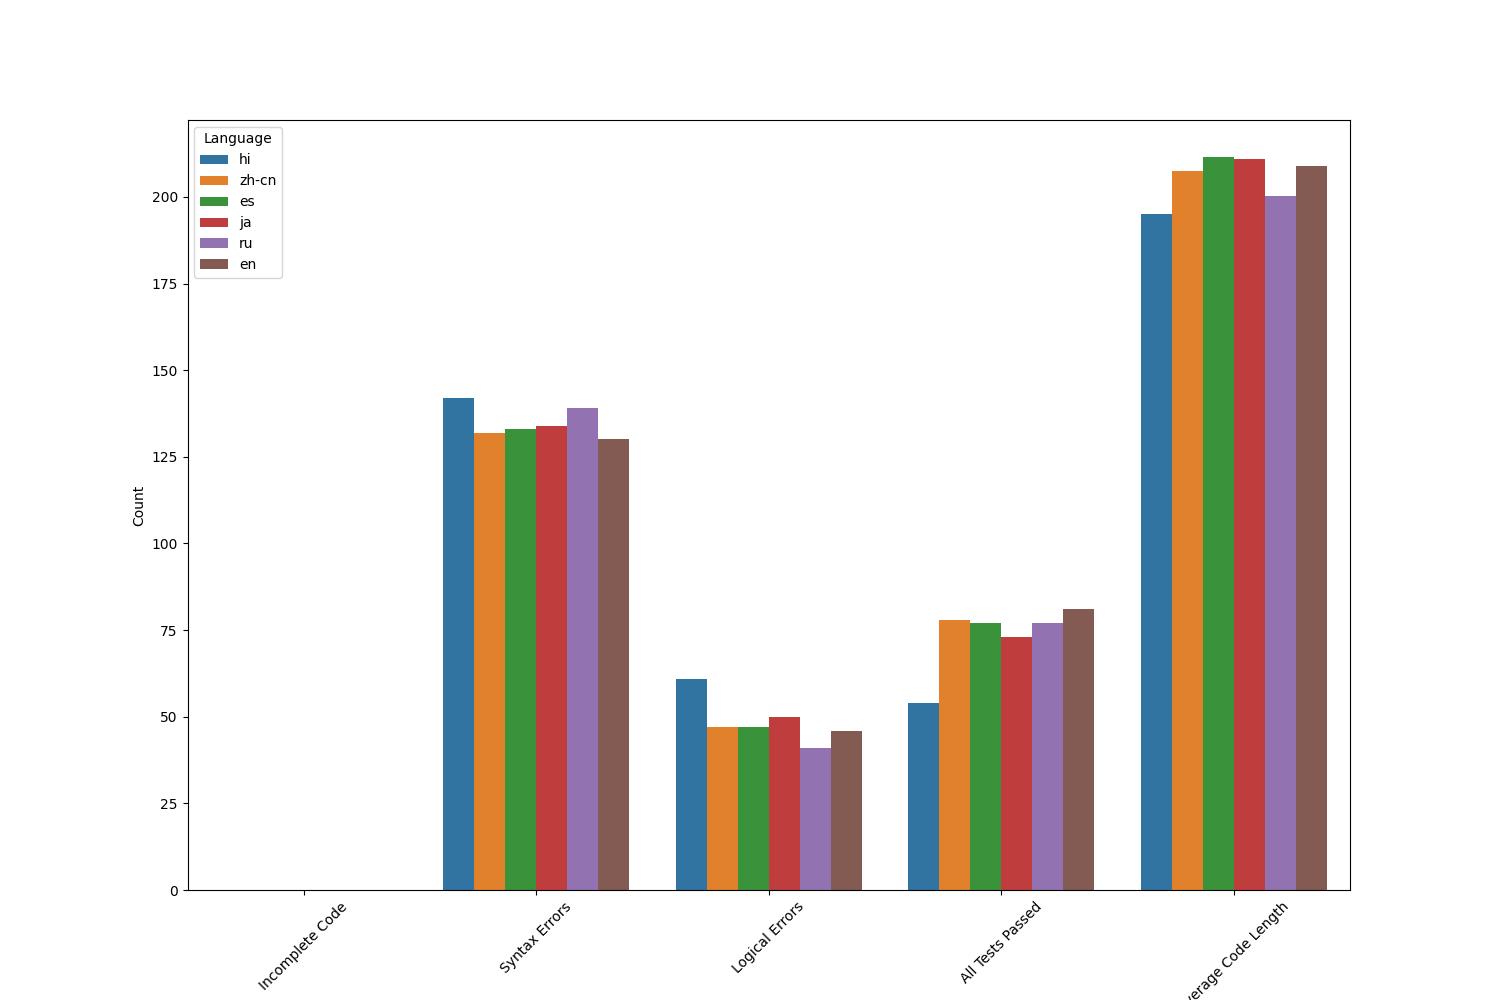 Language
hi
zh-cn
es
ja
ru
en
200
175
150
125
100
75
50
25
0
Count
Incomplete Code
Syntax Errors
Logical Errors
All Tests Passed
verage Code Length